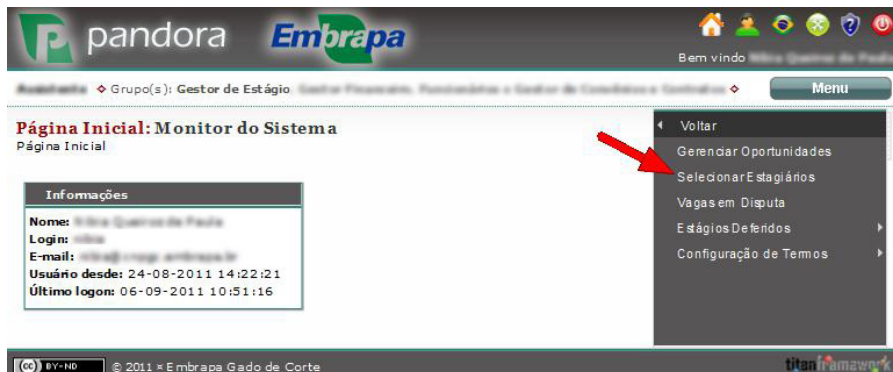 pandora Embrapa
Bem vindo
Grupo(s): Gestor de Estágio
Menu
Página Inicial: Monitor do Sistema
Página Inicial
Informações
Nome:
Login:
E-mail:
Usuário desde: 24-08-2011 14:22:21
Último logon: 06-09-2011 10:51:16
Voltar
Gerenciar Oportunidades
Selecionar Estagiários
Vagas em Disputa
Estágios Deferidos
Configuração de Termos
(cc) BY-ND © 2011 × Embrapa Gado de Corte
titanframework